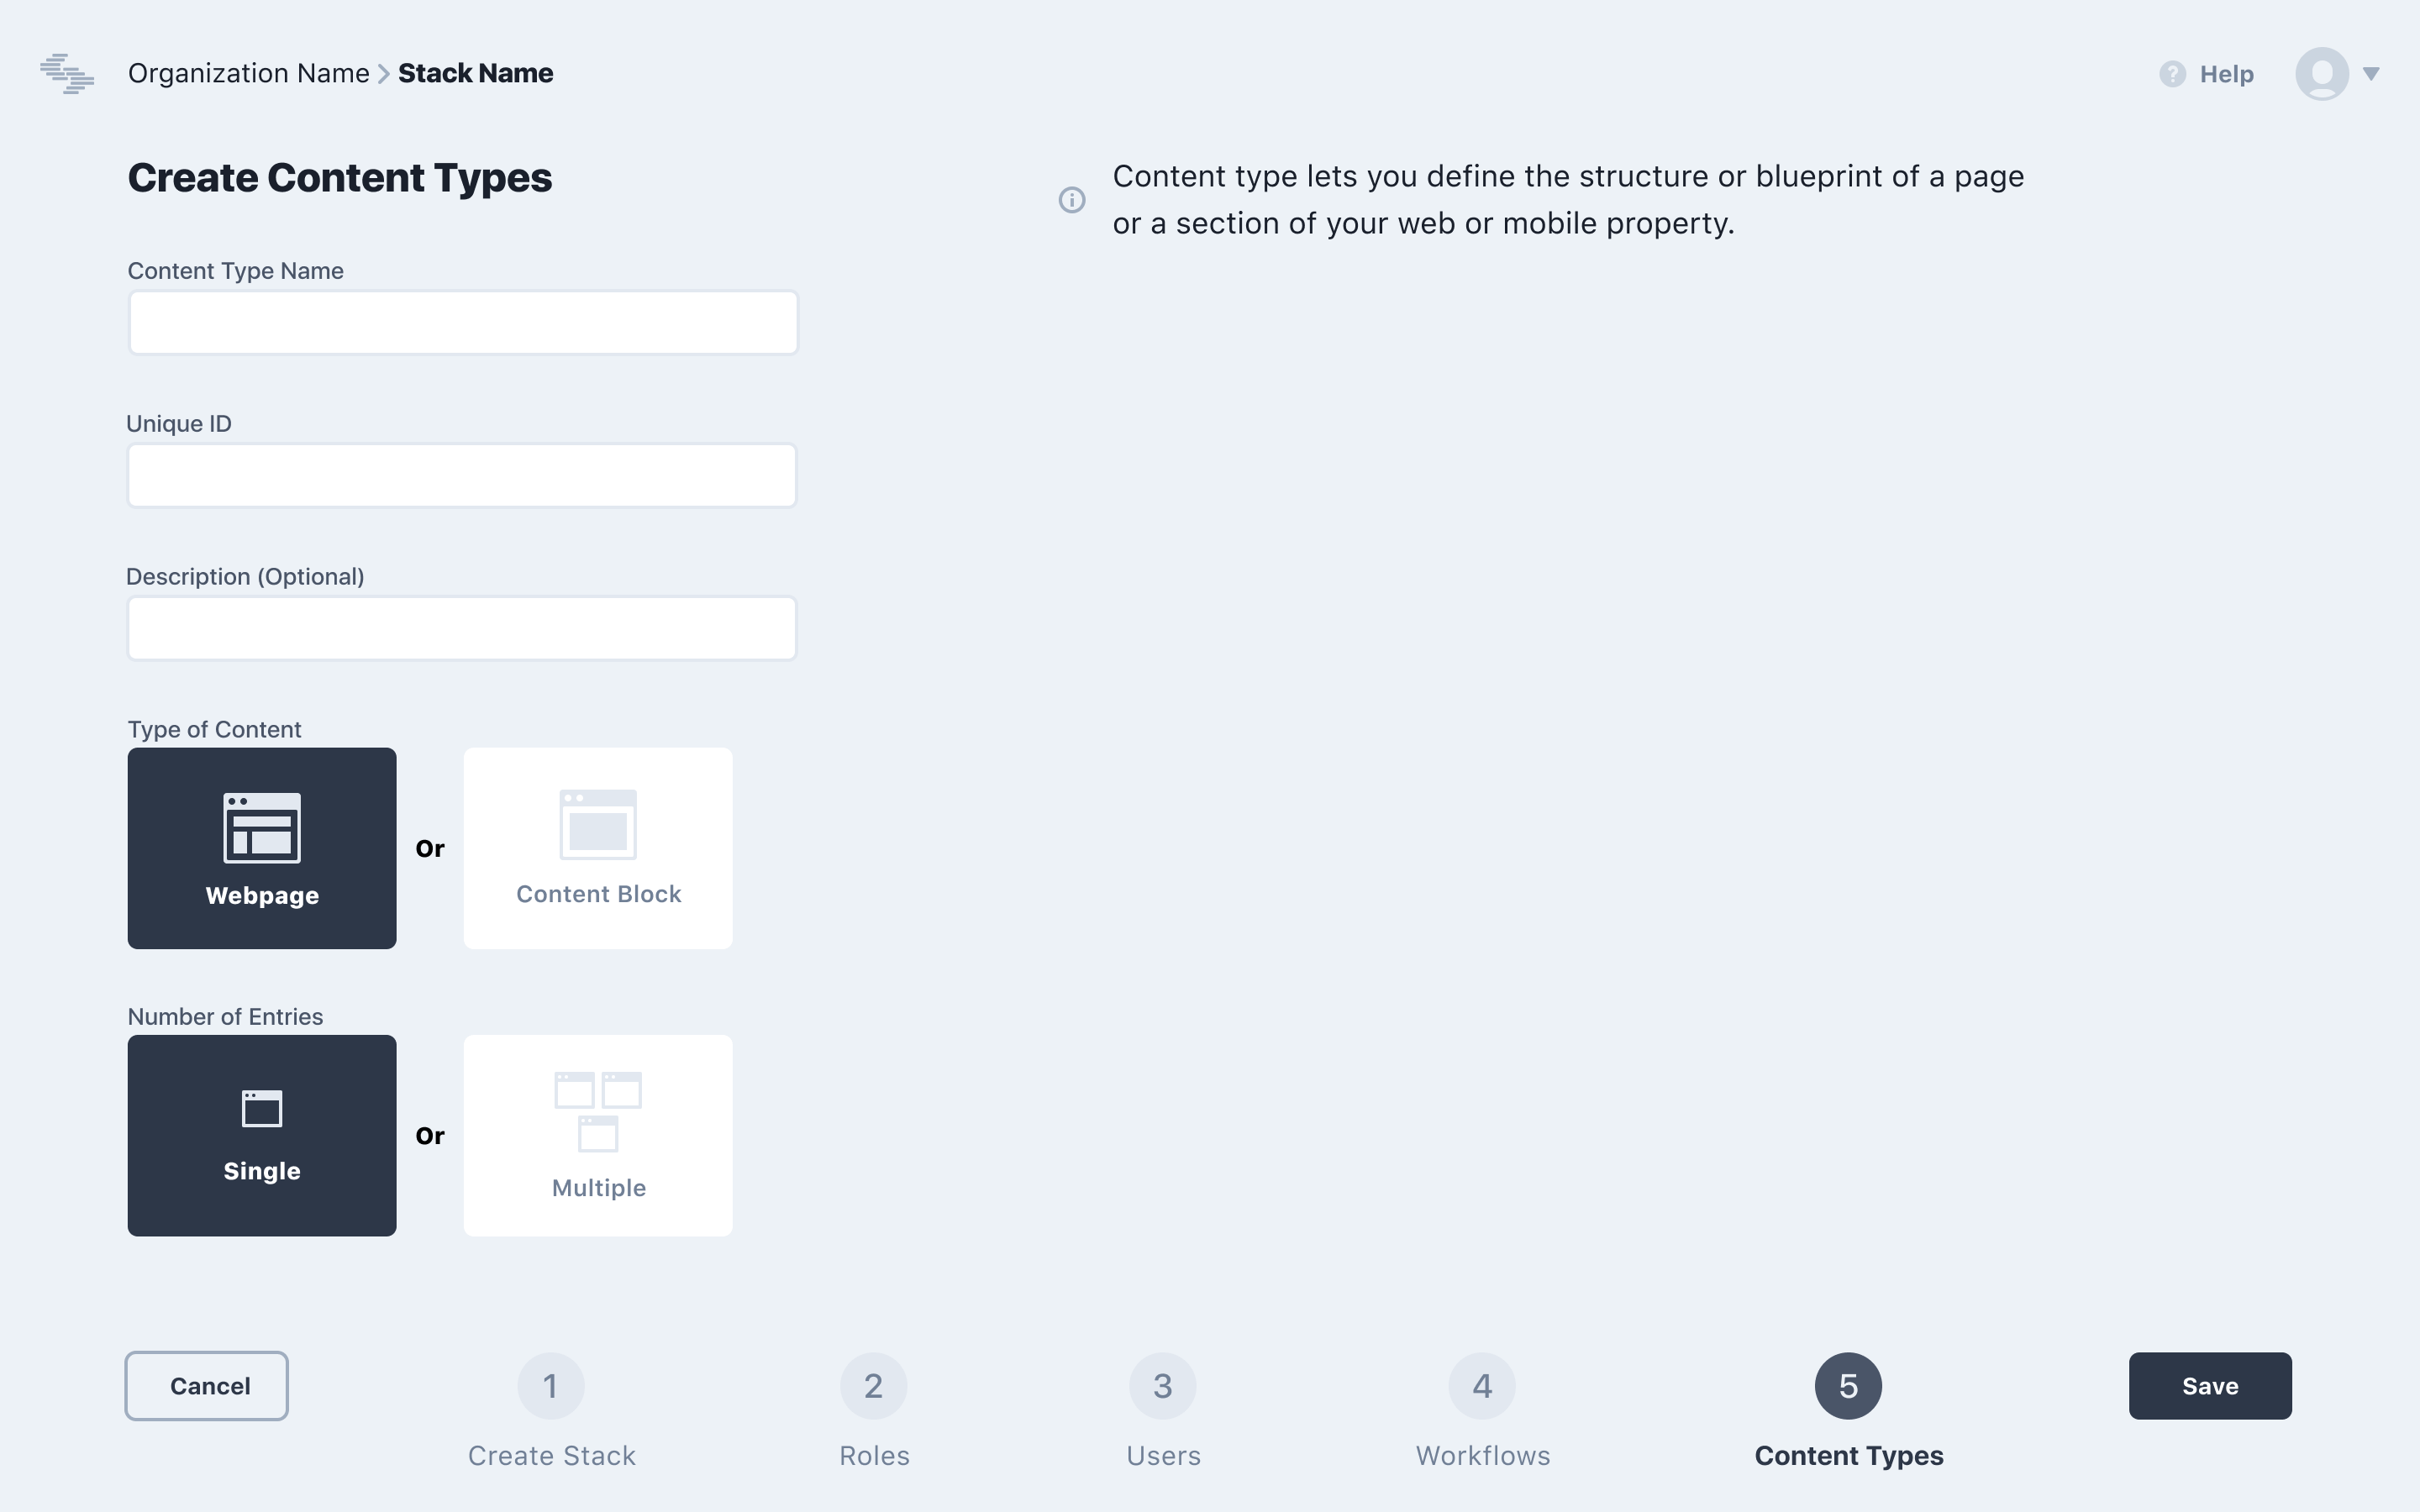 Organization Name > Stack Name
? Help
Create Content Types
Content type lets you define the structure or blueprint of a page
or a section of your web or mobile property.
Content Type Name
Unique ID
Description (Optional)
Type of Content
Webpage
Or
Content Block
Number of Entries
Single
Or
Multiple
Cancel
1
Create Stack
2
Roles
3
Users
4
Workflows
5
Content Types
Save